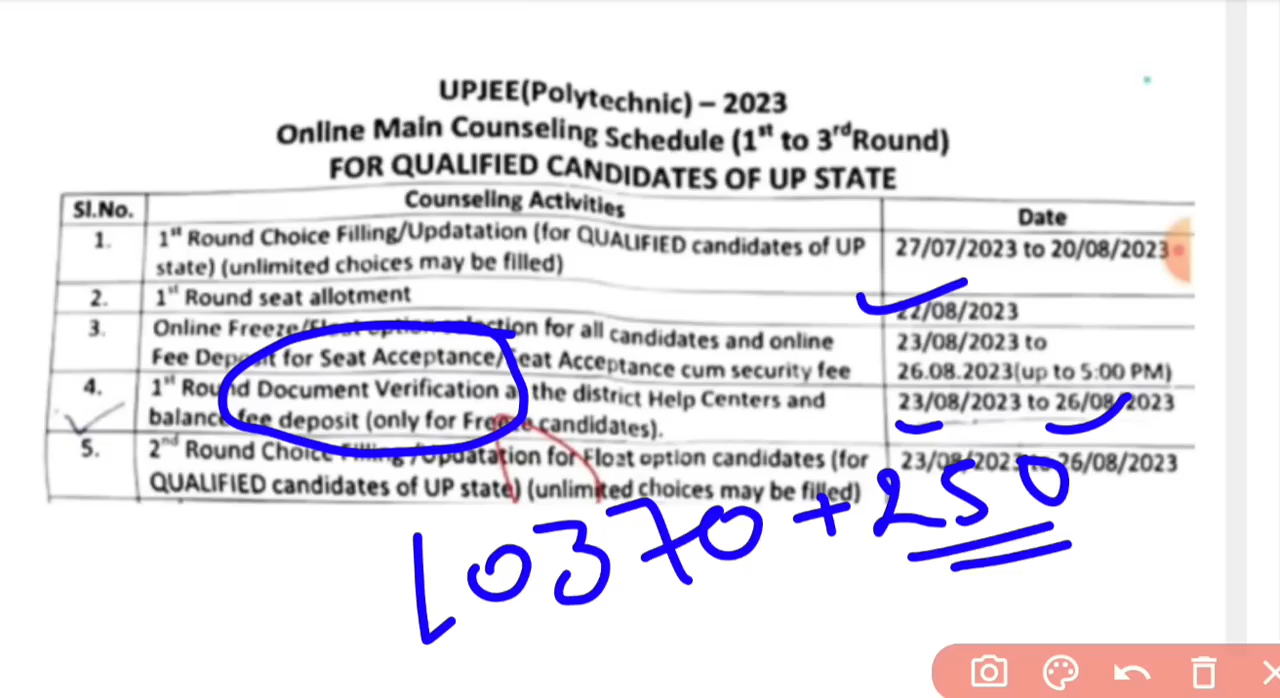 UPJEE(Polytechnic) – 2023
Online Main Counseling Schedule (1st to 3rd Round)
FOR QUALIFIED CANDIDATES OF UP STATE
Sl.No. Counseling Activities Date
1. 1st Round Choice Filling/Updatation (for QUALIFIED candidates of UP 27/07/2023 to 20/08/2023
state) (unlimited choices may be filled)
2. 1st Round seat allotment 22/08/2023
3. Online Freeze/Float option selection for all candidates and online 23/08/2023 to
Fee Deposit for Seat Acceptance/Seat Acceptance cum security fee 26.08.2023(up to 5:00 PM)
4. 1st Round Document Verification at the district Help Centers and 23/08/2023 to 26/08/2023
balance fee deposit (only for Freeze candidates).
5. 2nd Round Choice Filling/Updatation for Float option candidates (for 23/08/2023 to 26/08/2023
QUALIFIED candidates of UP state) (unlimited choices may be filled)
10370+250